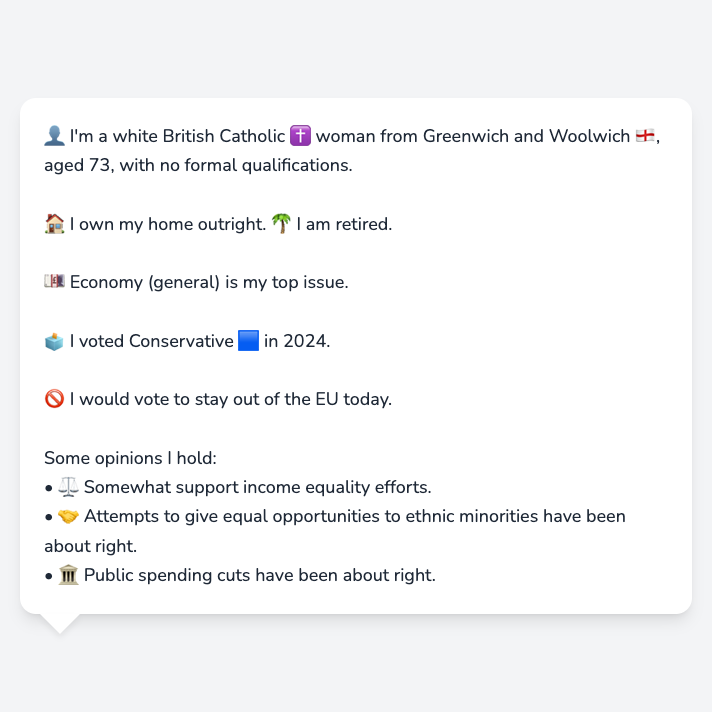 👤 I'm a white British Catholic ✝️ woman from Greenwich and Woolwich 🏴󠁧󠁢󠁥󠁮󠁧󠁿,
aged 73, with no formal qualifications.
🏠 I own my home outright. 🌴 I am retired.
💷 Economy (general) is my top issue.
🗳️ I voted Conservative 🟦 in 2024.
🚫 I would vote to stay out of the EU today.
Some opinions I hold:
• ⚖️ Somewhat support income equality efforts.
• 🤝 Attempts to give equal opportunities to ethnic minorities have been
about right.
• 🏛️ Public spending cuts have been about right.